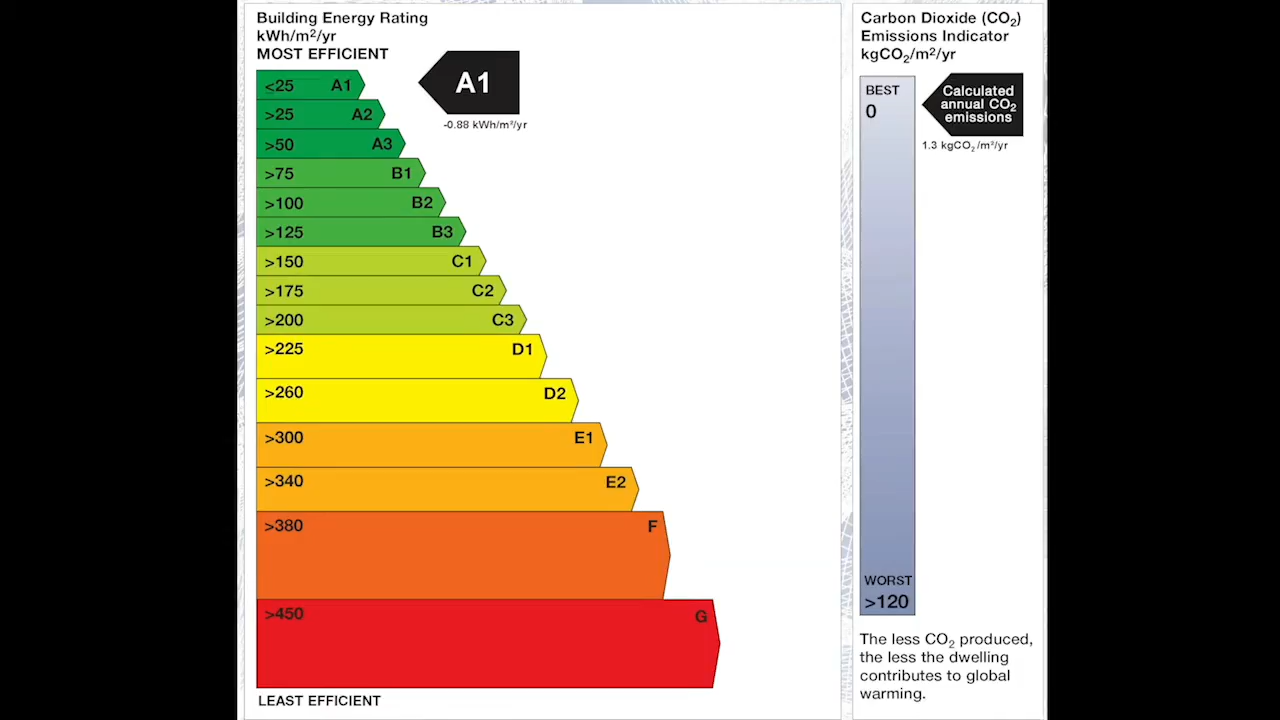 Building Energy Rating
kWh/m²/yr
MOST EFFICIENT
≤25 A1
>25 A2
>50 A3
>75 B1
>100 B2
>125 B3
>150 C1
>175 C2
>200 C3
>225 D1
>260 D2
>300 E1
>340 E2
>380 F
>450 G
LEAST EFFICIENT
A1
-0.88 kWh/m²/yr
Carbon Dioxide (CO₂)
Emissions Indicator
kgCO₂/m²/yr
BEST
0
Calculated
annual CO₂
emissions
1.3 kgCO₂/m²/yr
WORST
>120
The less CO₂ produced,
the less the dwelling
contributes to global
warming.